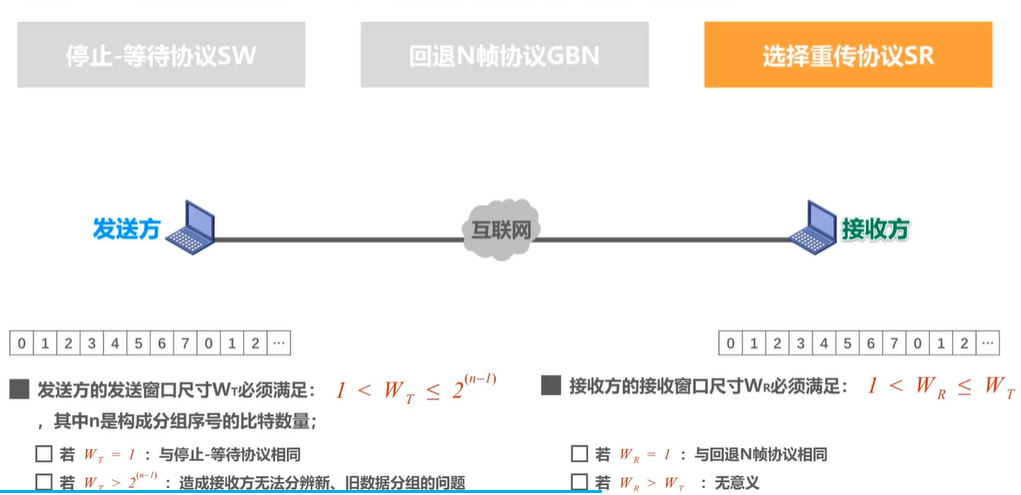 停止-等待协议SW
回退N帧协议GBN
选择重传协议SR
发送方
互联网
接收方
0 1 2 3 4 5 6 7 0 1 2 ...
0 1 2 3 4 5 6 7 0 1 2 ...
发送方的发送窗口尺寸WT必须满足: 1 < W_T ≤ 2^(n-1)
,其中n是构成分组序号的比特数量;
若 W_T = 1 :与停止-等待协议相同
若 W_T > 2^(n-1) :造成接收方无法分辨新、旧数据分组的问题
接收方的接收窗口尺寸WR必须满足: 1 < W_R ≤ W_T
若 W_R = 1 :与回退N帧协议相同
若 W_R > W_T :无意义